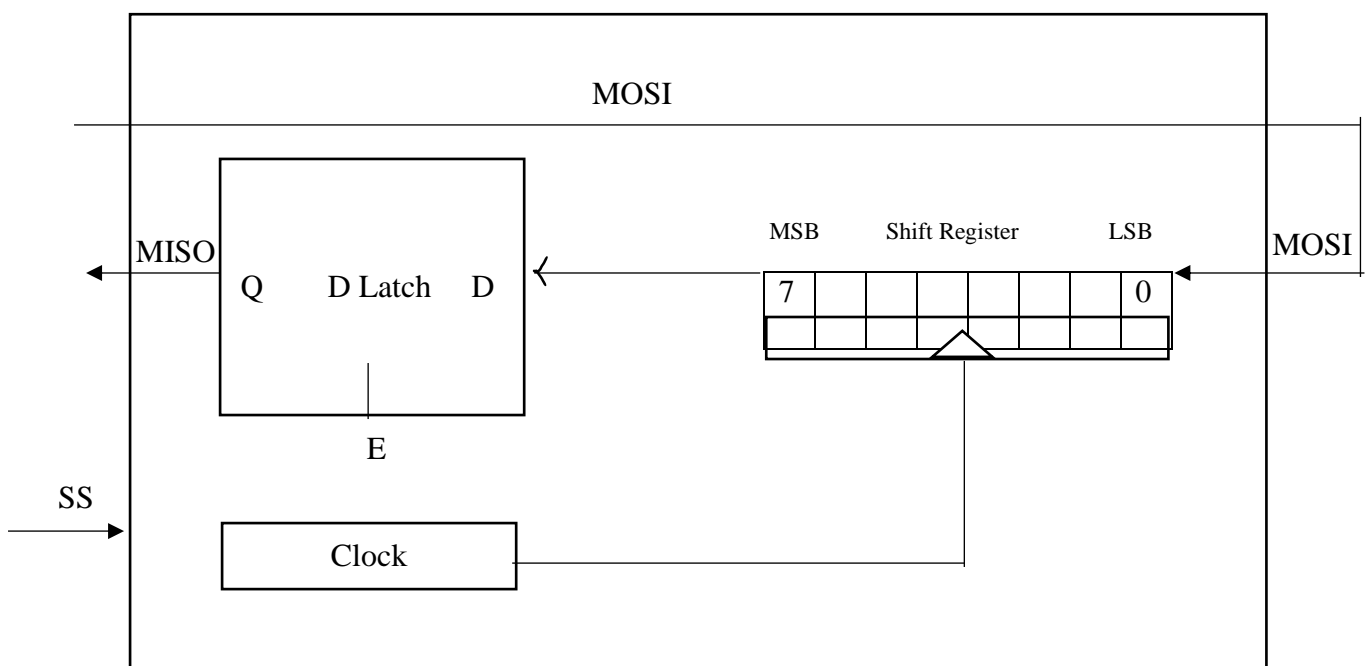 MOSI
MSB Shift Register LSB
MISO
MOSI
Q D Latch D
7 0
E
SS
Clock